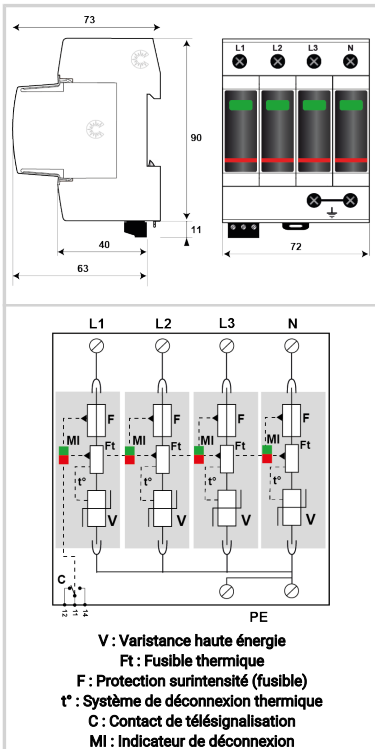 73
L1 L2 L3 N
90
11
40
72
63
L1 L2 L3 N
F F F F
MI Ft MI Ft MI Ft MI Ft
t° t° t° t°
V V V V
C
12 11 14
PE
V : Varistance haute énergie
Ft : Fusible thermique
F : Protection surintensité (fusible)
t° : Système de déconnexion thermique
C : Contact de télésignalisation
MI : Indicateur de déconnexion